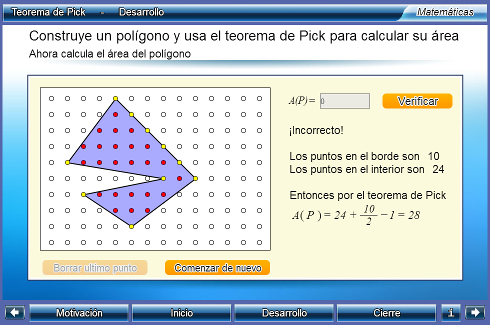 Teorema de Pick - Desarrollo
Matemáticas
Construye un polígono y usa el teorema de Pick para calcular su área
Ahora calcula el área del polígono
A(P)= 0
Verificar
¡Incorrecto!
Los puntos en el borde son 10
Los puntos en el interior son 24
Entonces por el teorema de Pick
A( P ) = 24 + 10/2 − 1 = 28
Borrar ultimo punto
Comenzar de nuevo
Motivación
Inicio
Desarrollo
Cierre
i